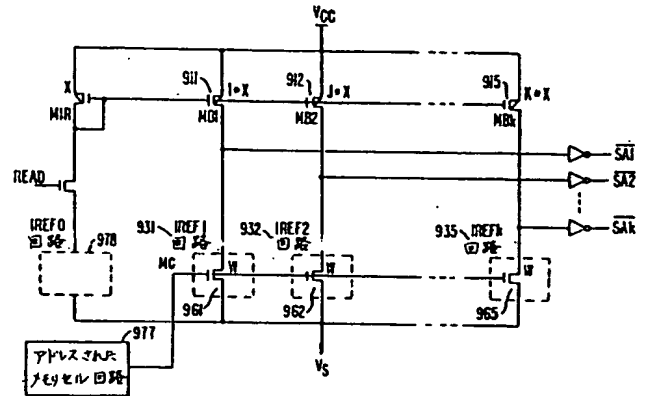 VCC
911
912
915
X
I*X
J*X
K*X
M1R
MB1
MB2
MBk
SA1
READ
SA2
SAk
IREF0
回路
978
931
IREF1
回路
932
IREF2
回路
935
IREFk
回路
MC
W
W
W
961
962
965
977
アドレスされた
メモリセル回路
VS